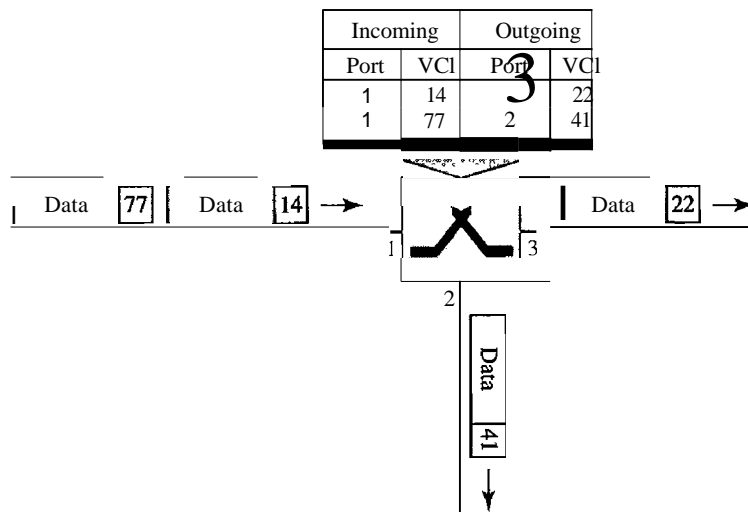 Incoming Outgoing
Port VCl Port VCl
1 14 3 22
1 77 2 41
Data 77 Data 14 Data 22
1 3
2
Data 41